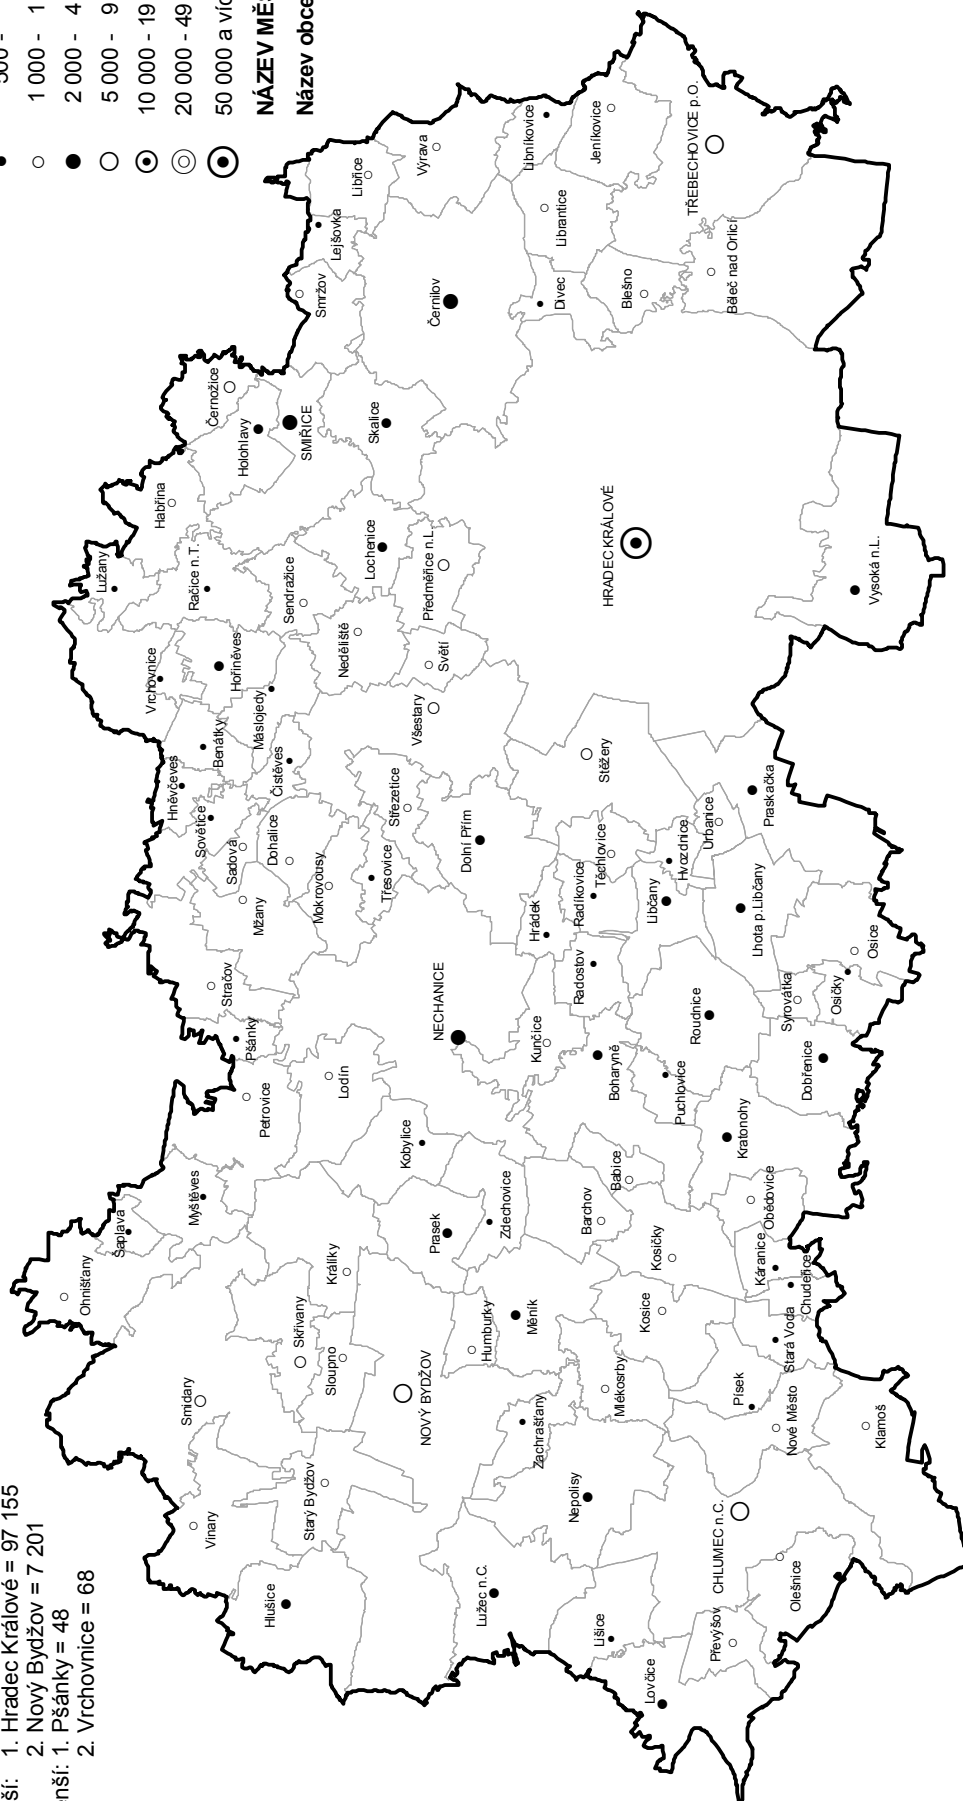 500 -
1 000 - 1
2 000 - 4
5 000 - 9
10 000 - 19
20 000 - 49
50 000 a víc
NÁZEV MĚS
Název obce
ší: 1. Hradec Králové = 97 155
2. Nový Bydžov = 7 201
enší: 1. Pšánky = 48
2. Vrchovnice = 68
Ohnišťany
Šaplava
Myštěves
Petrovice
Pšánky
Stračov
Mžany
Sadová
Sovětice
Hněvčeves
Benátky
Vrchovnice
Hořiněves
Máslojedy
Čistěves
Dohalice
Mokrovousy
Třesovice
Střezetice
Lužany
Račice n.T.
Habřina
Sendražice
Neděliště
Světí
Všestary
Lochenice
Předměřice n.L.
Holohlavy
Černožice
SMIŘICE
Skalice
Smržov
Lejšovka
Libřice
Výrava
Černilov
Libníkovice
Jeníkovice
Librantice
Divec
Blešno
TŘEBECHOVICE p.O.
Běleč nad Orlicí
HRADEC KRÁLOVÉ
Vysoká n.L.
Stěžery
Praskačka
Urbanice
Hvozdnice
Těchlovice
Radíkovice
Libčany
Lhota p.Libčany
Osice
Osičky
Syrovátka
Dobřenice
Roudnice
Radostov
Hrádek
Dolní Přím
NECHANICE
Kunčice
Boharyně
Puchlovice
Kratonohy
Obědovice
Káranice
Chudeřice
Stará Voda
Nové Město
Klamoš
Písek
Kosice
Kosičky
Babice
Barchov
Zdechovice
Prasek
Kobylice
Lodín
Králíky
Skřivany
Sloupno
Smidary
Vinary
Starý Bydžov
NOVÝ BYDŽOV
Humburky
Měník
Mlékosrby
Zachrašťany
Nepolisy
CHLUMEC n.C.
Olešnice
Převýšov
Lišice
Lovčice
Lužec n.C.
Hlušice